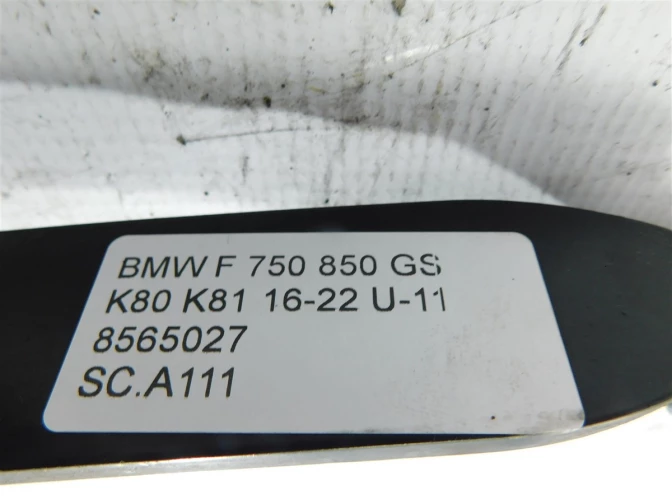 BMW F 750 850 GS
K80 K81 16-22 U-11
8565027
SC.A111